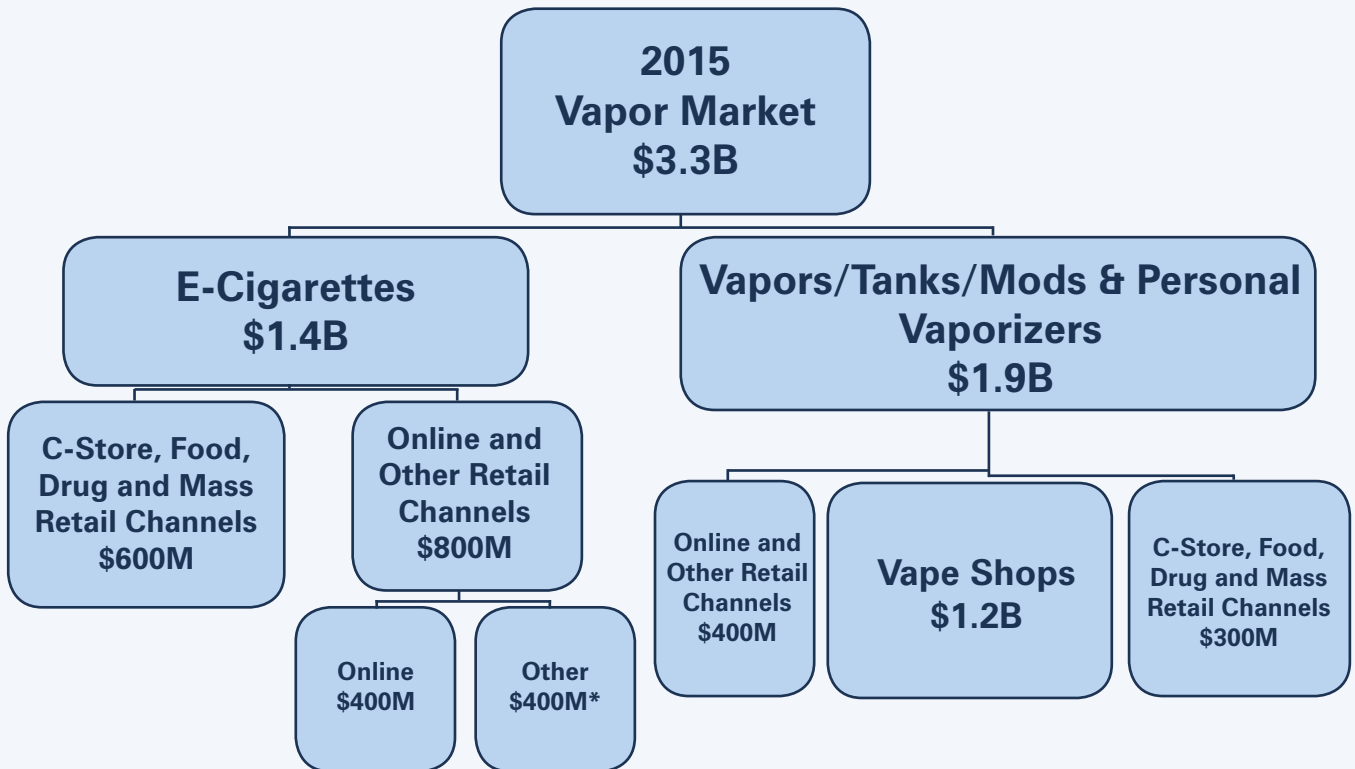 2015
Vapor Market
$3.3B
E-Cigarettes
$1.4B
Vapors/Tanks/Mods & Personal
Vaporizers
$1.9B
C-Store, Food,
Drug and Mass
Retail Channels
$600M
Online and
Other Retail
Channels
$800M
Online
$400M
Other
$400M*
Online and
Other Retail
Channels
$400M
Vape Shops
$1.2B
C-Store, Food,
Drug and Mass
Retail Channels
$300M